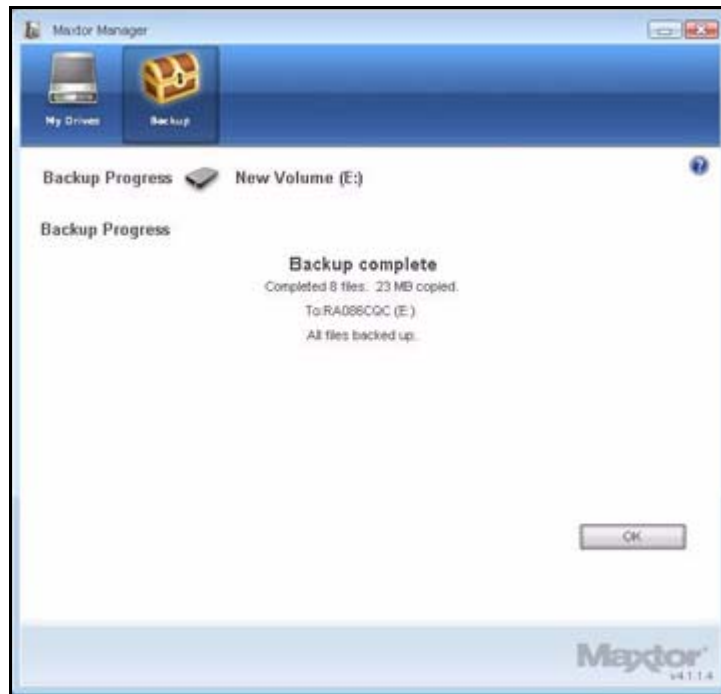 Maxtor Manager
My Drives
Backup
Backup Progress New Volume (E:)
Backup Progress
Backup complete
Completed 8 files. 23 MB copied.
To:RA086CQC (E:)
All files backed up.
OK
Maxtor
v4.1.1.4